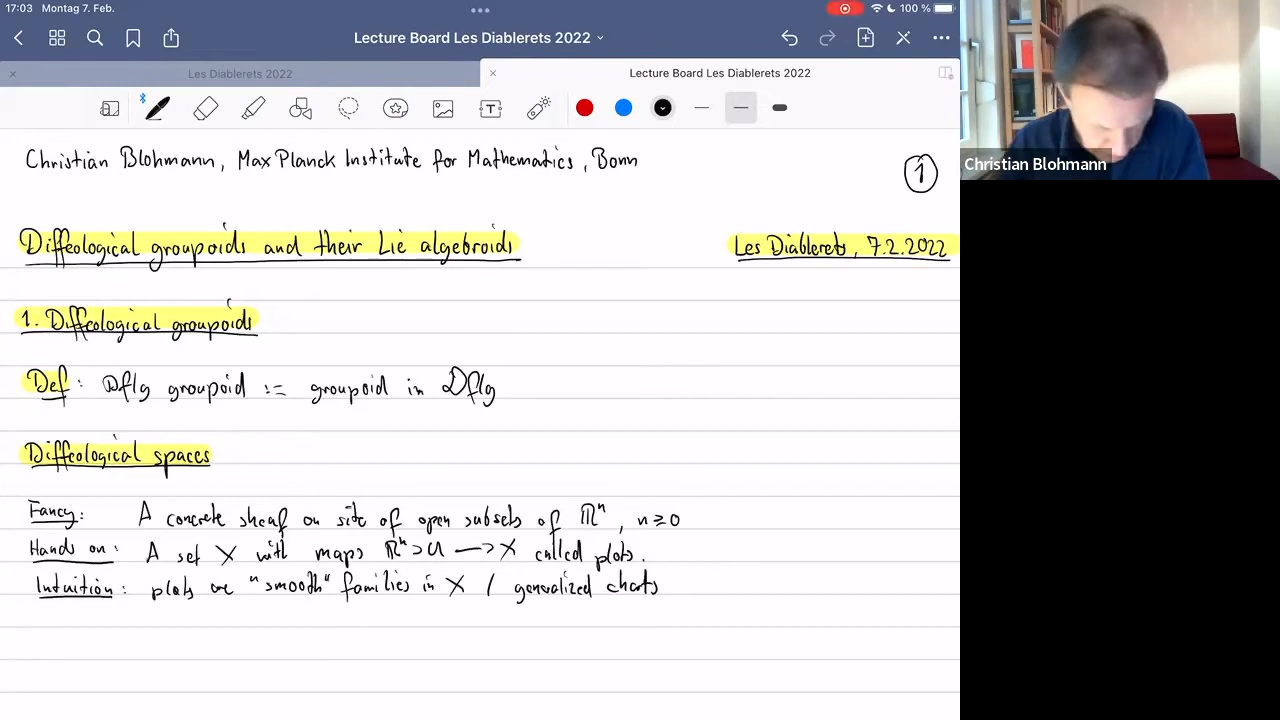 17:03 Montag 7. Feb.
100 %
Lecture Board Les Diablerets 2022
Les Diablerets 2022
Lecture Board Les Diablerets 2022
Christian Blohmann
Christian Blohmann, Max Planck Institute for Mathematics, Bonn
1
Diffeological groupoids and their Lie algebroids
Les Diablerets, 7.2.2022
1. Diffeological groupoids
Def: Dflg groupoid := groupoid in Dflg
Diffeological spaces
Fancy: A concrete sheaf on site of open subsets of ℝⁿ, n ≥ 0
Hands on: A set X with maps ℝⁿ ⊃ U → X called plots.
Intuition: plots are "smooth" families in X / generalized charts